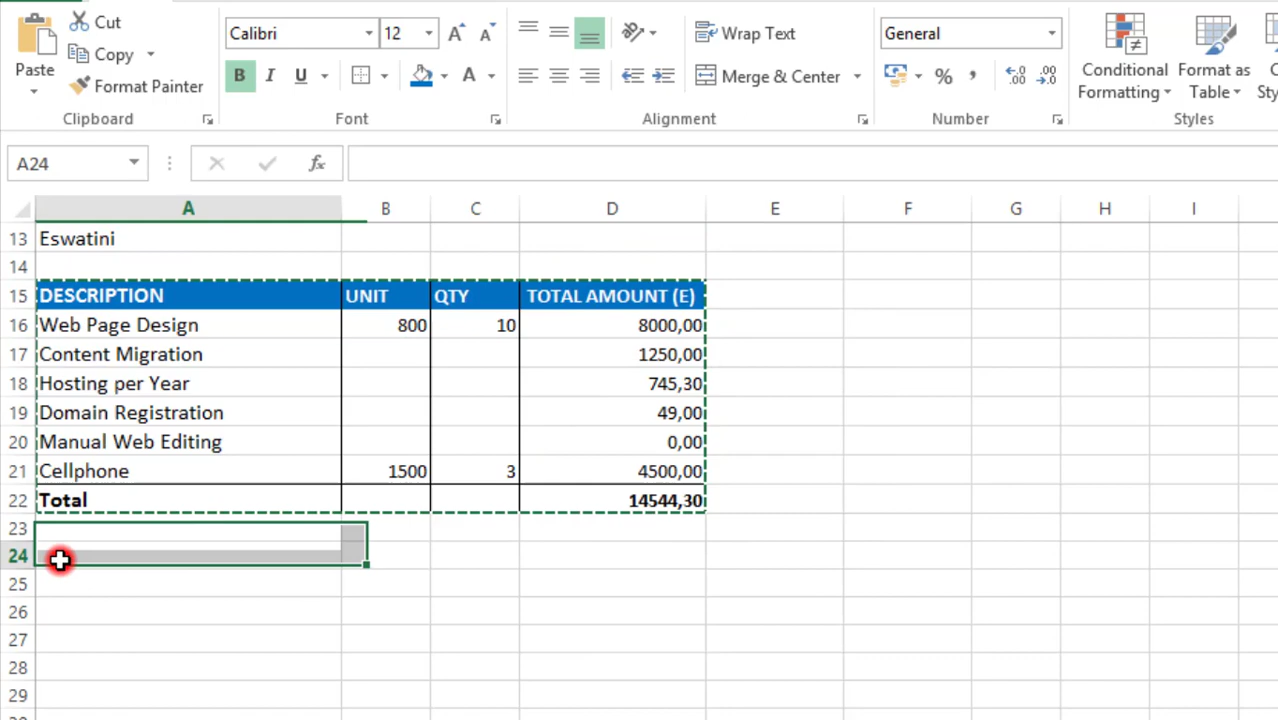 Cut
Copy
Paste
Format Painter
Clipboard
Calibri
12
B I U
Font
Wrap Text
Merge & Center
Alignment
General
%
Number
Conditional
Formatting
Format as
Table
Styles
A24
fx
A B C D E F G H I
13 Eswatini
14
15 DESCRIPTION UNIT QTY TOTAL AMOUNT (E)
16 Web Page Design 800 10 8000,00
17 Content Migration 1250,00
18 Hosting per Year 745,30
19 Domain Registration 49,00
20 Manual Web Editing 0,00
21 Cellphone 1500 3 4500,00
22 Total 14544,30
23
24
25
26
27
28
29